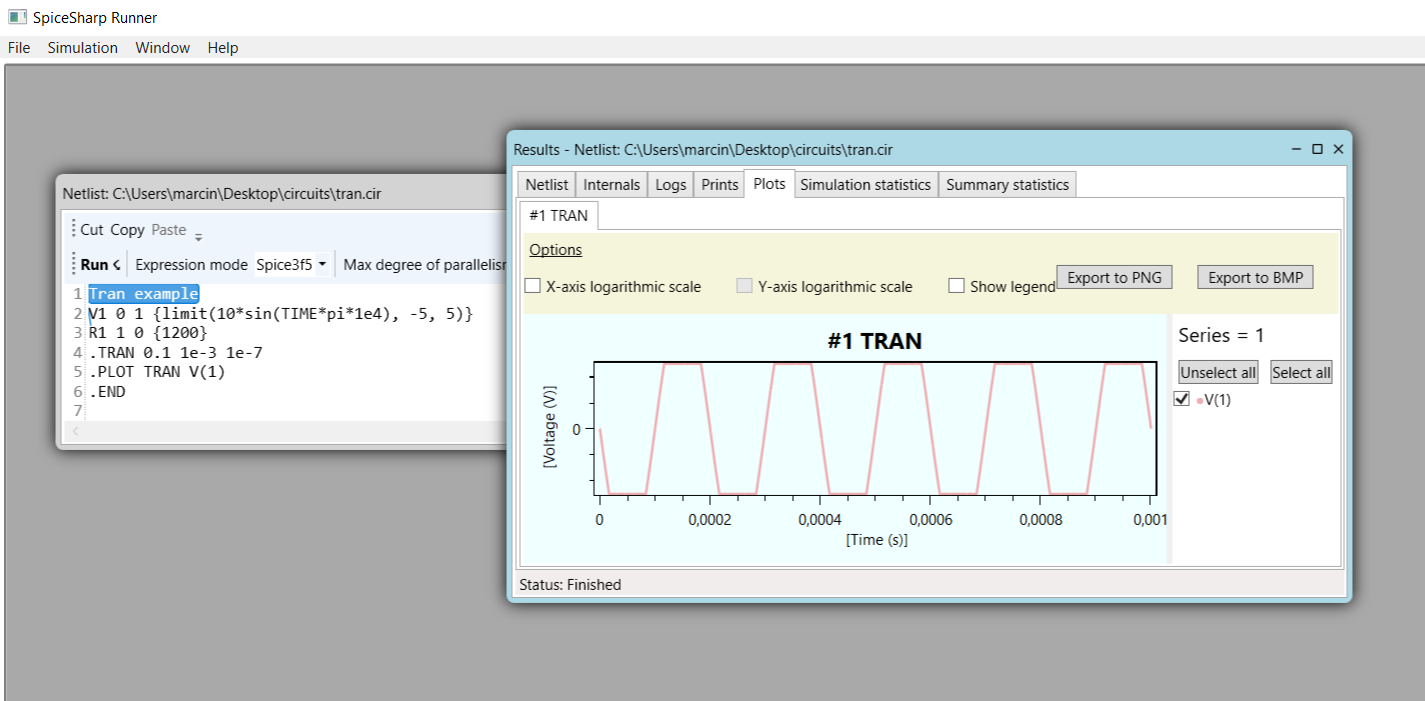 SpiceSharp Runner
File Simulation Window Help
Netlist: C:\Users\marcin\Desktop\circuits\tran.cir
Cut Copy Paste
Run Expression mode Spice3f5 Max degree of parallelis
1 Tran example
2 V1 0 1 {limit(10*sin(TIME*pi*1e4), -5, 5)}
3 R1 1 0 {1200}
4 .TRAN 0.1 1e-3 1e-7
5 .PLOT TRAN V(1)
6 .END
7
Results - Netlist: C:\Users\marcin\Desktop\circuits\tran.cir
Netlist Internals Logs Prints Plots Simulation statistics Summary statistics
#1 TRAN
Options
X-axis logarithmic scale Y-axis logarithmic scale Show legend Export to PNG Export to BMP
#1 TRAN
[Voltage (V)]
0
0 0,0002 0,0004 0,0006 0,0008 0,001
[Time (s)]
Series = 1
Unselect all Select all
V(1)
Status: Finished